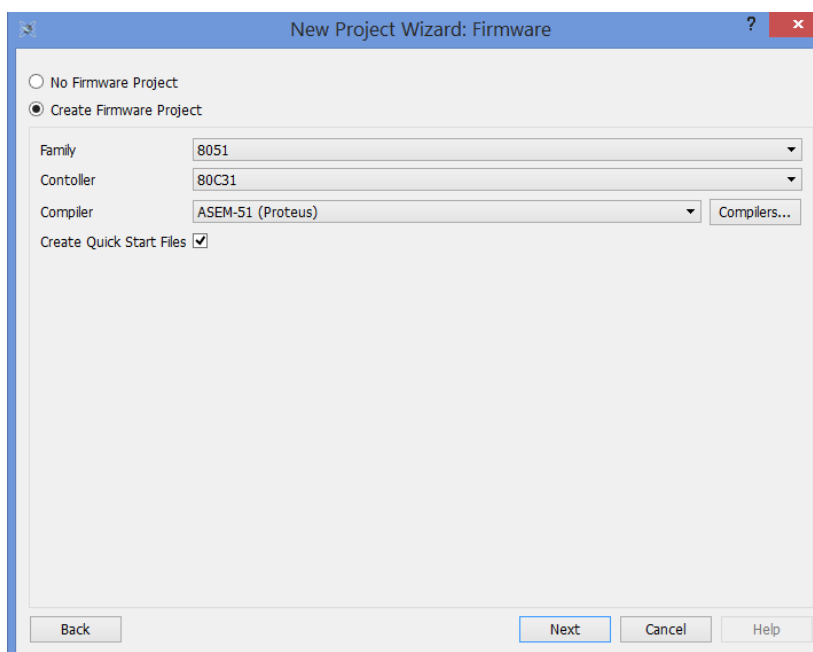 New Project Wizard: Firmware ? x
No Firmware Project
Create Firmware Project
Family 8051
Contoller 80C31
Compiler ASEM-51 (Proteus) Compilers...
Create Quick Start Files
Back Next Cancel Help